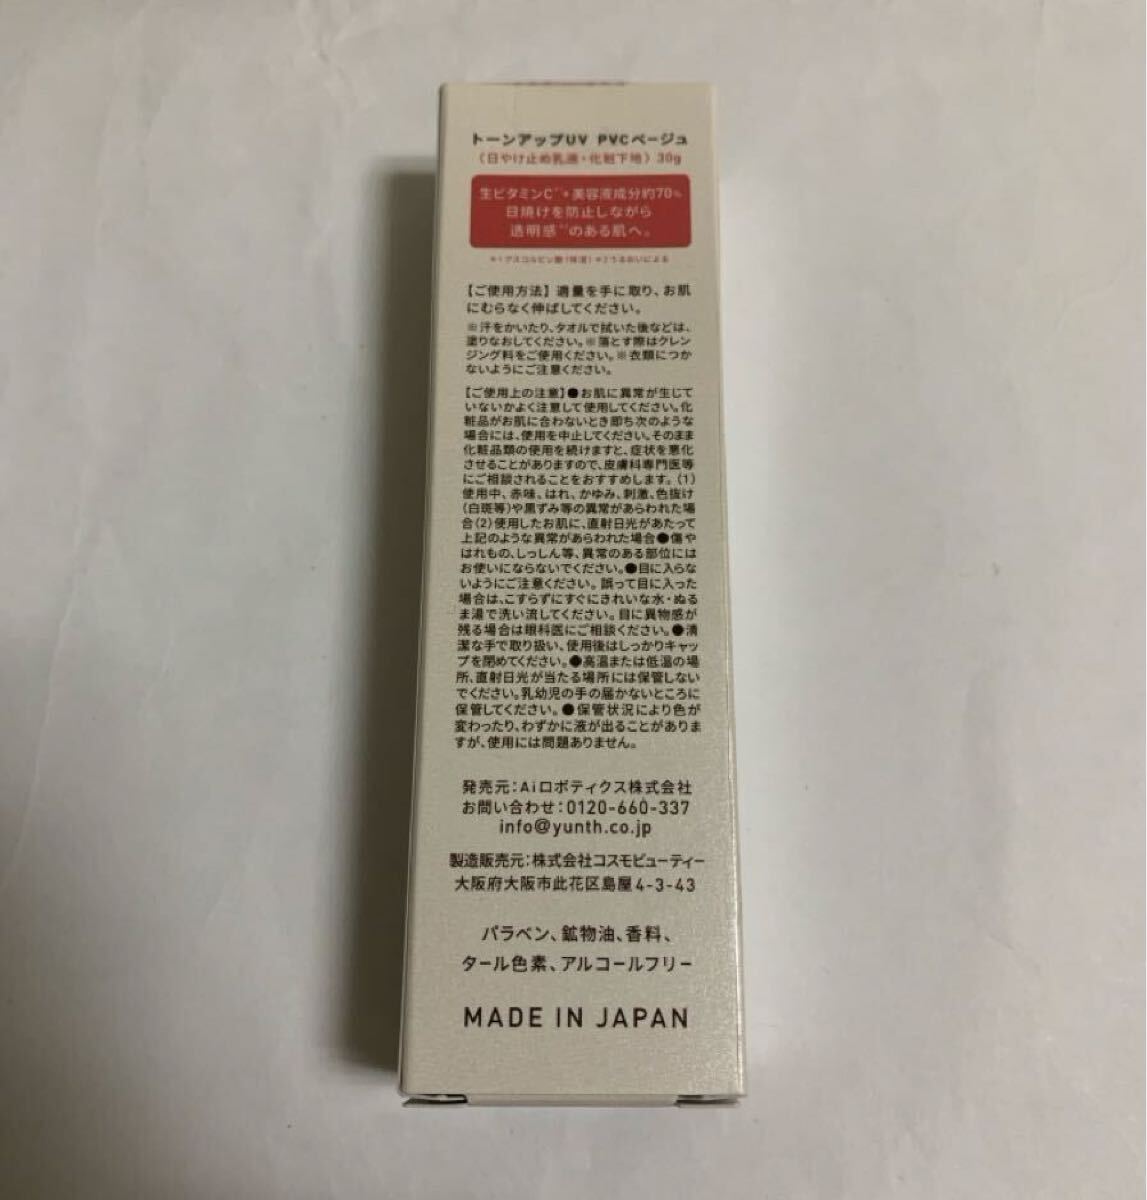 トーンアップUV PVCベージュ
（日やけ止め乳液・化粧下地）30g
生ビタミンC*¹+美容液成分約70%
日焼けを防止しながら
透明感*²のある肌へ。
*1アスコルビン酸（保湿）*2うるおいによる
【ご使用方法】適量を手に取り、お肌
にむらなく伸ばしてください。
※汗をかいたり、タオルで拭いた後などは、
塗りなおしてください。※落とす際はクレン
ジング料をご使用ください。※衣類につか
ないようにご注意ください。
【ご使用上の注意】●お肌に異常が生じて
いないかよく注意して使用してください。化
粧品がお肌に合わないとき即ち次のような
場合には、使用を中止してください。そのまま
化粧品類の使用を続けますと、症状を悪化
させることがありますので、皮膚科専門医等
にご相談されることをおすすめします。（1）
使用中、赤味、はれ、かゆみ、刺激、色抜け
（白斑等）や黒ずみ等の異常があらわれた場
合（2）使用したお肌に、直射日光があたって
上記のような異常があらわれた場合●傷や
はれもの、しっしん等、異常のある部位には
お使いにならないでください。●目に入らな
いようにご注意ください。誤って目に入った
場合は、こすらずにすぐにきれいな水・ぬる
ま湯で洗い流してください。目に異物感が
残る場合は眼科医にご相談ください。●清
潔な手で取り扱い、使用後はしっかりキャッ
プを閉めてください。●高温または低温の場
所、直射日光が当たる場所には保管しない
でください。乳幼児の手の届かないところに
保管してください。●保管状況により色が
変わったり、わずかに液が出ることがありま
すが、使用には問題ありません。
発売元：Aiロボティクス株式会社
お問い合わせ：0120-660-337
info@yunth.co.jp
製造販売元：株式会社コスモビューティー
大阪府大阪市此花区島屋4-3-43
パラベン、鉱物油、香料、
タール色素、アルコールフリー
MADE IN JAPAN